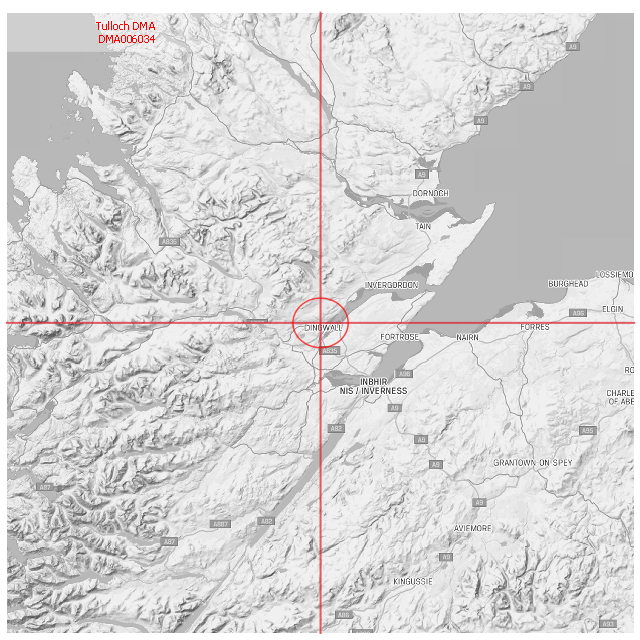 Tulloch DMA
DMA006034
A9
A9
A9
A9
DORNOCH
TAIN
A835
INVERGORDON
LOSSIEMO
BURGHEAD
ELGIN
A96
DINGWALL
FORRES
FORTROSE
NAIRN
A835
RO
A96
INBHIR
NIS / INVERNESS
CHARLE
OF ABE
A9
A82
A95
A9
A9
GRANTOWN ON SPEY
A87
A9
A887
A82
AVIEMORE
A87
A9
KINGUSSIE
A86
A93